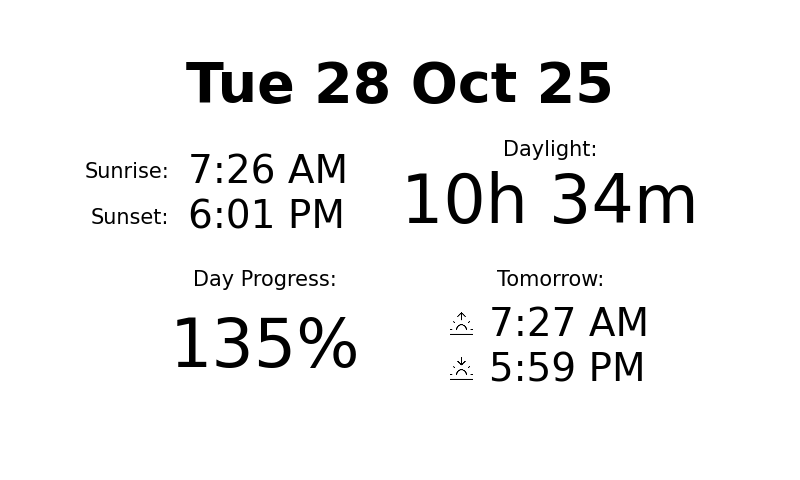 Tue 28 Oct 25
Sunrise: 7:26 AM
Sunset: 6:01 PM
Daylight:
10h 34m
Day Progress:
135%
Tomorrow:
7:27 AM
5:59 PM